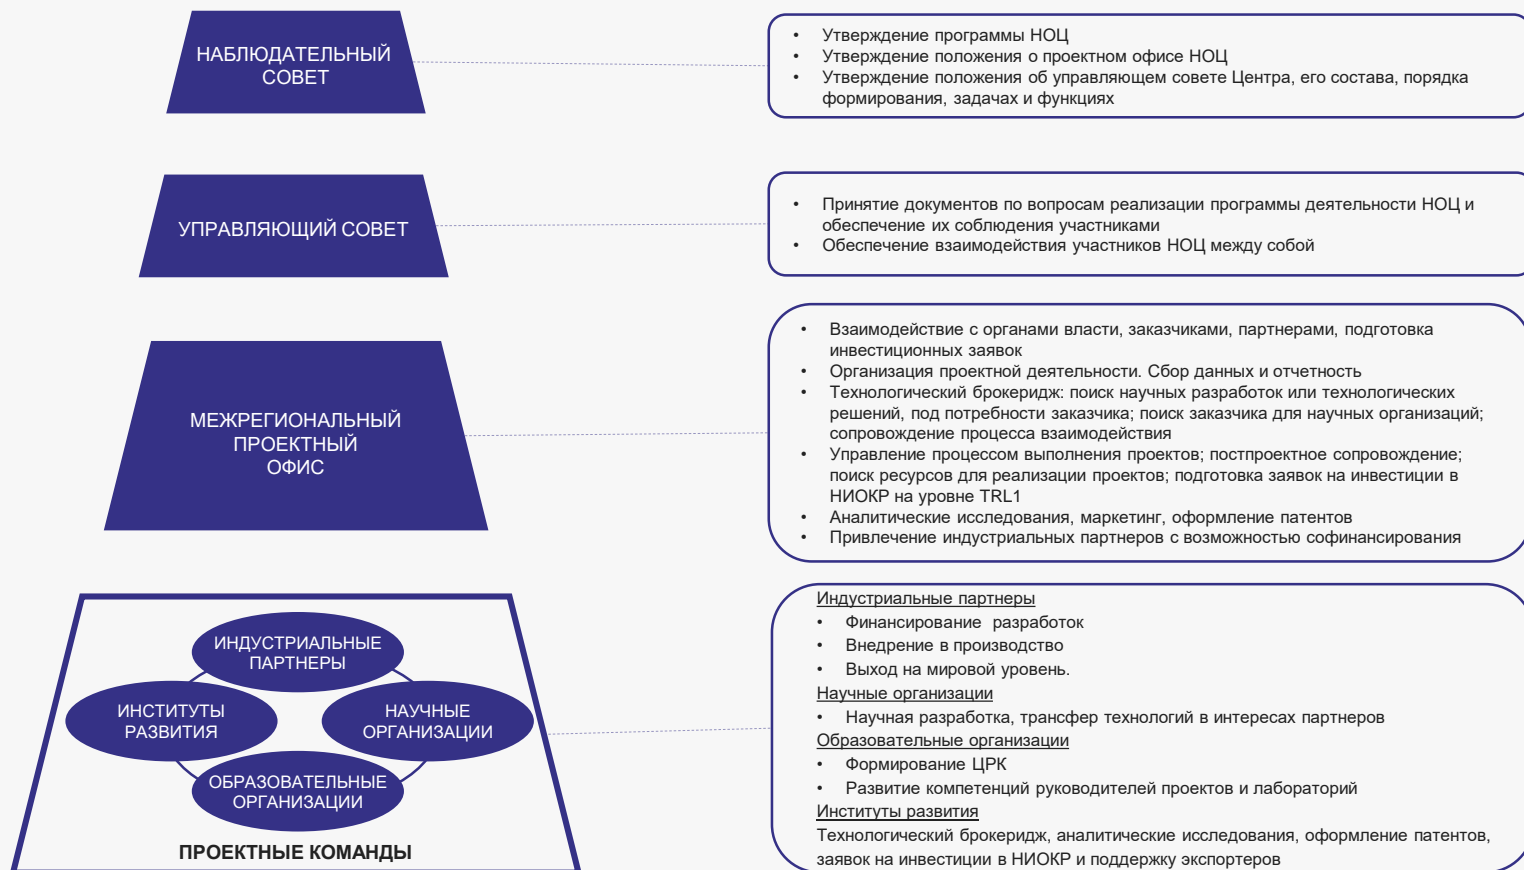 НАБЛЮДАТЕЛЬНЫЙ
СОВЕТ
• Утверждение программы НОЦ
• Утверждение положения о проектном офисе НОЦ
• Утверждение положения об управляющем совете Центра, его состава, порядка
формирования, задачах и функциях
УПРАВЛЯЮЩИЙ СОВЕТ
• Принятие документов по вопросам реализации программы деятельности НОЦ и
обеспечение их соблюдения участниками
• Обеспечение взаимодействия участников НОЦ между собой
МЕЖРЕГИОНАЛЬНЫЙ
ПРОЕКТНЫЙ
ОФИС
• Взаимодействие с органами власти, заказчиками, партнерами, подготовка
инвестиционных заявок
• Организация проектной деятельности. Сбор данных и отчетность
• Технологический брокеридж: поиск научных разработок или технологических
решений, под потребности заказчика; поиск заказчика для научных организаций;
сопровождение процесса взаимодействия
• Управление процессом выполнения проектов; постпроектное сопровождение;
поиск ресурсов для реализации проектов; подготовка заявок на инвестиции в
НИОКР на уровне TRL1
• Аналитические исследования, маркетинг, оформление патентов
• Привлечение индустриальных партнеров с возможностью софинансирования
ИНДУСТРИАЛЬНЫЕ
ПАРТНЕРЫ
ИНСТИТУТЫ
РАЗВИТИЯ
НАУЧНЫЕ
ОРГАНИЗАЦИИ
ОБРАЗОВАТЕЛЬНЫЕ
ОРГАНИЗАЦИИ
ПРОЕКТНЫЕ КОМАНДЫ
Индустриальные партнеры
• Финансирование разработок
• Внедрение в производство
• Выход на мировой уровень.
Научные организации
• Научная разработка, трансфер технологий в интересах партнеров
Образовательные организации
• Формирование ЦРК
• Развитие компетенций руководителей проектов и лабораторий
Институты развития
Технологический брокеридж, аналитические исследования, оформление патентов,
заявок на инвестиции в НИОКР и поддержку экспортеров